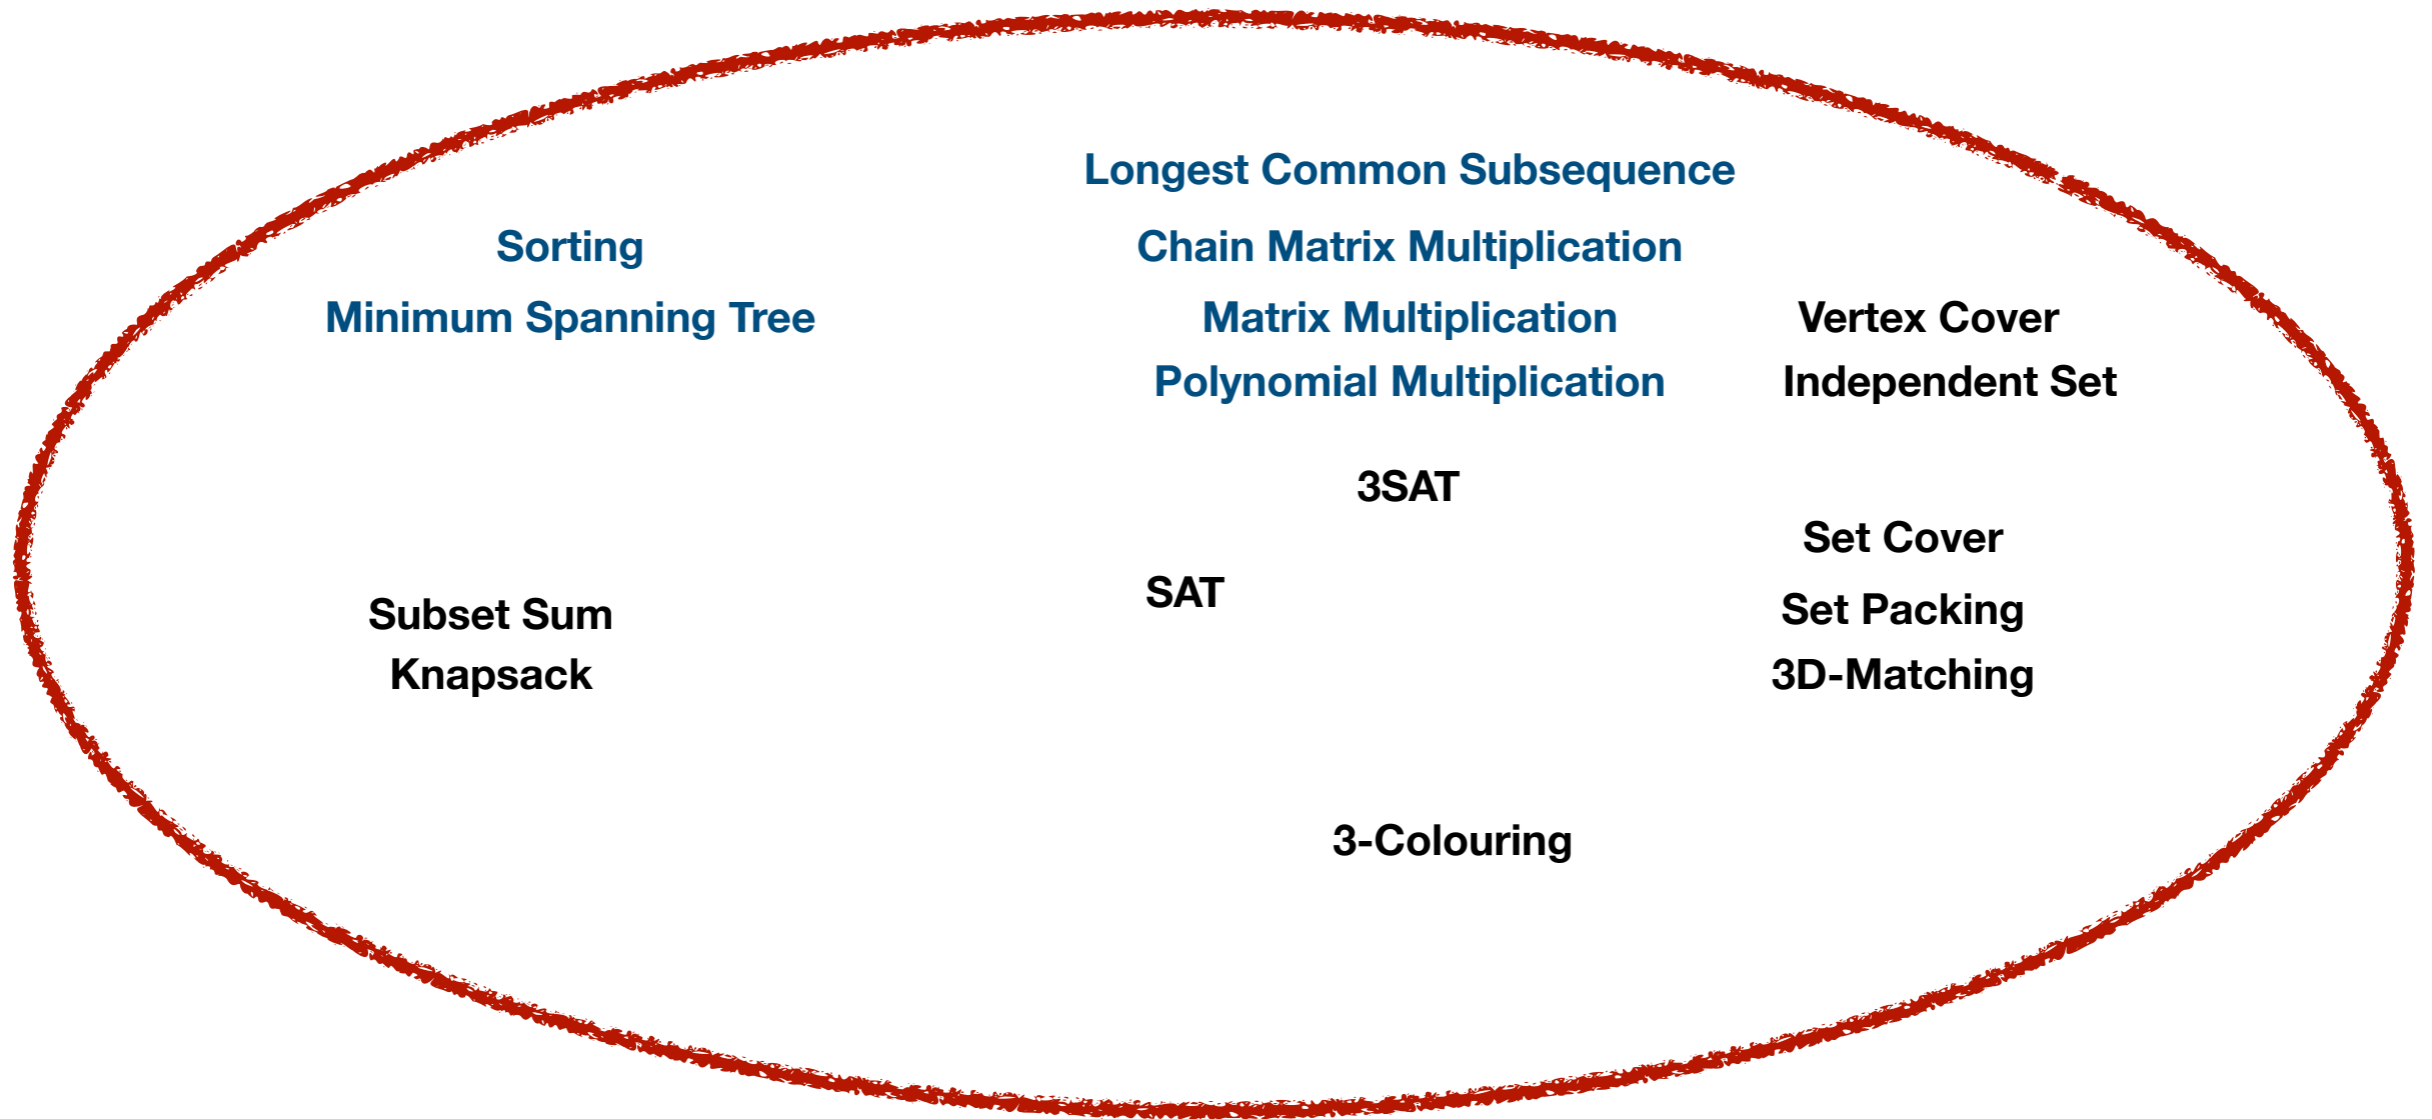 Longest Common Subsequence
Sorting
Chain Matrix Multiplication
Minimum Spanning Tree
Matrix Multiplication
Vertex Cover
Polynomial Multiplication
Independent Set
3SAT
Set Cover
SAT
Subset Sum
Set Packing
Knapsack
3D-Matching
3-Colouring